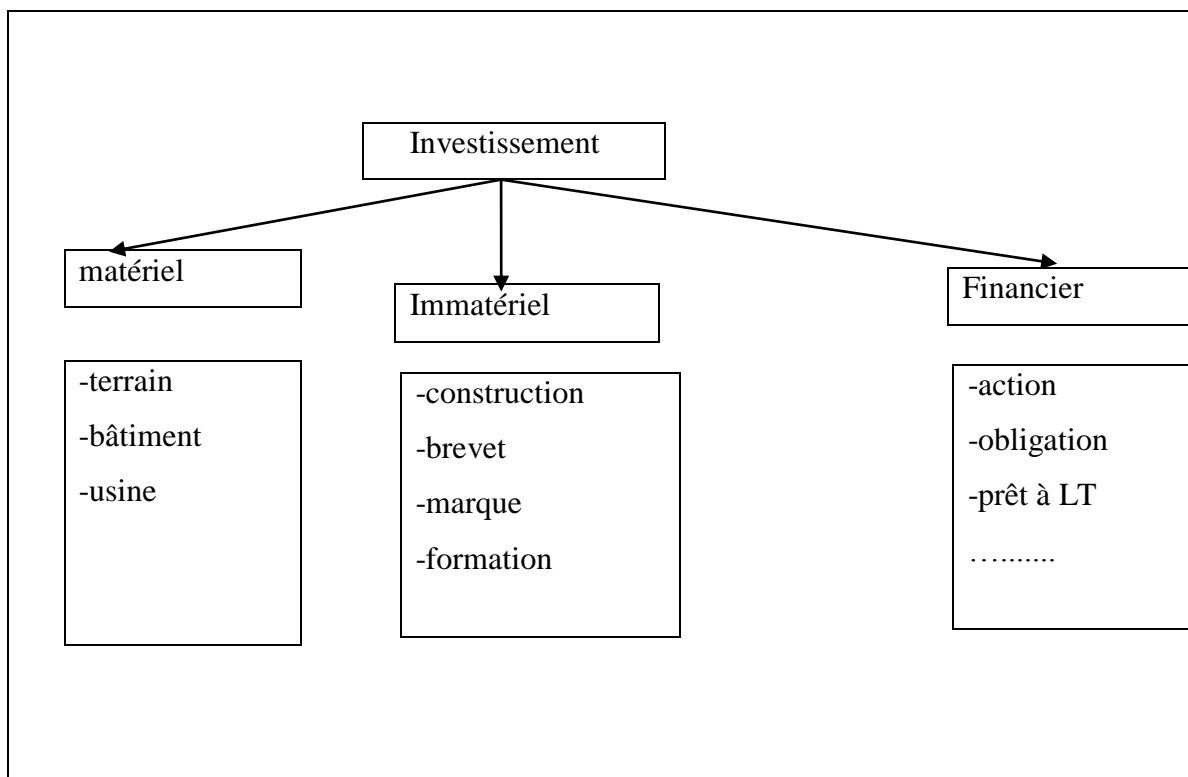 Investissement
matériel
Immatériel
Financier
-terrain
-bâtiment
-usine
-construction
-brevet
-marque
-formation
-action
-obligation
-prêt à LT
….......